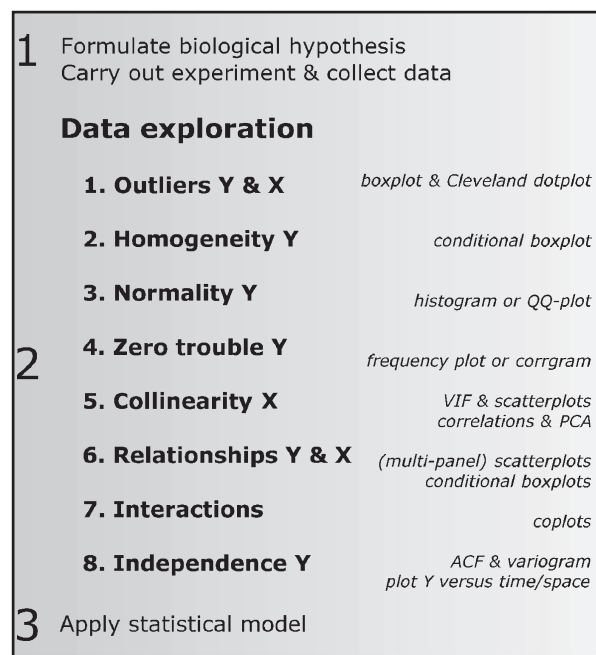 1 Formulate biological hypothesis
Carry out experiment & collect data
Data exploration
1. Outliers Y & X boxplot & Cleveland dotplot
2. Homogeneity Y conditional boxplot
3. Normality Y histogram or QQ-plot
2
4. Zero trouble Y frequency plot or corrgram
5. Collinearity X VIF & scatterplots
correlations & PCA
6. Relationships Y & X (multi-panel) scatterplots
conditional boxplots
7. Interactions coplots
8. Independence Y ACF & variogram
plot Y versus time/space
3 Apply statistical model